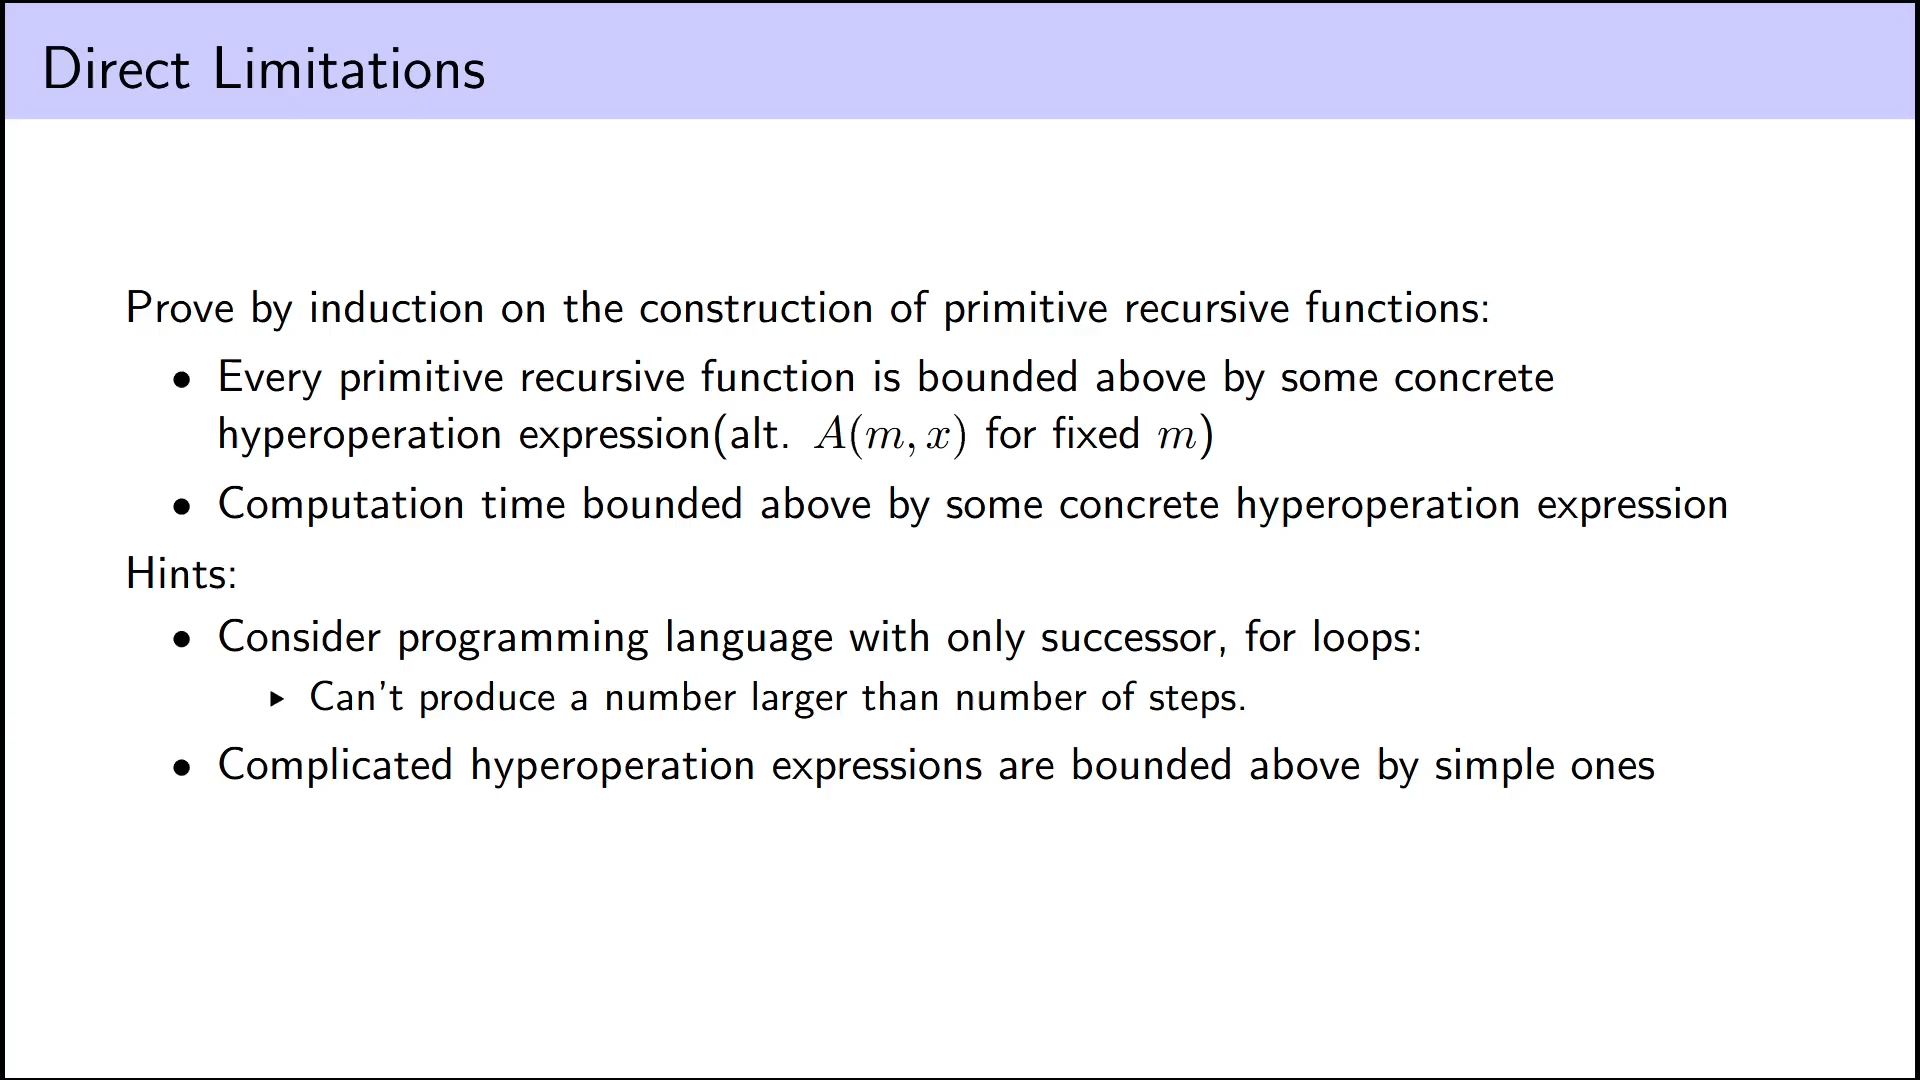 Direct Limitations
Prove by induction on the construction of primitive recursive functions:
• Every primitive recursive function is bounded above by some concrete
hyperoperation expression(alt. A(m, x) for fixed m)
• Computation time bounded above by some concrete hyperoperation expression
Hints:
• Consider programming language with only successor, for loops:
▸ Can't produce a number larger than number of steps.
• Complicated hyperoperation expressions are bounded above by simple ones